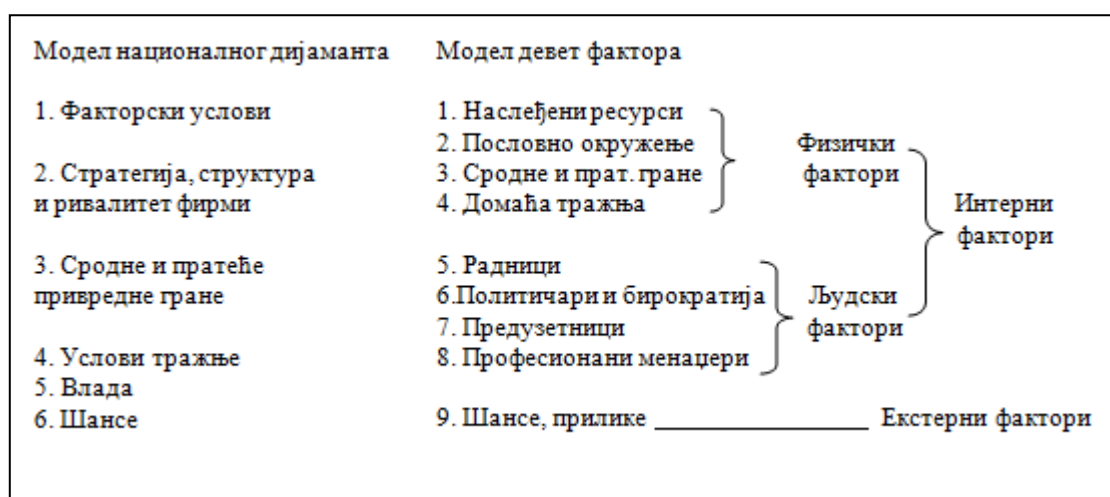 Модел националног дијаманта
1. Факторски услови
2. Стратегија, структура
и ривалитет фирми
3. Сродне и пратеће
привредне гране
4. Услови тражње
5. Влада
6. Шансе
Модел девет фактора
1. Наслеђени ресурси
2. Пословно окружење
3. Сродне и прат. гране
4. Домаћа тражња
5. Радници
6.Политичари и бирократија
7. Предузетници
8. Професионани менаџери
9. Шансе, прилике
Физички
фактори
Људски
фактори
Интерни
фактори
Екстерни фактори